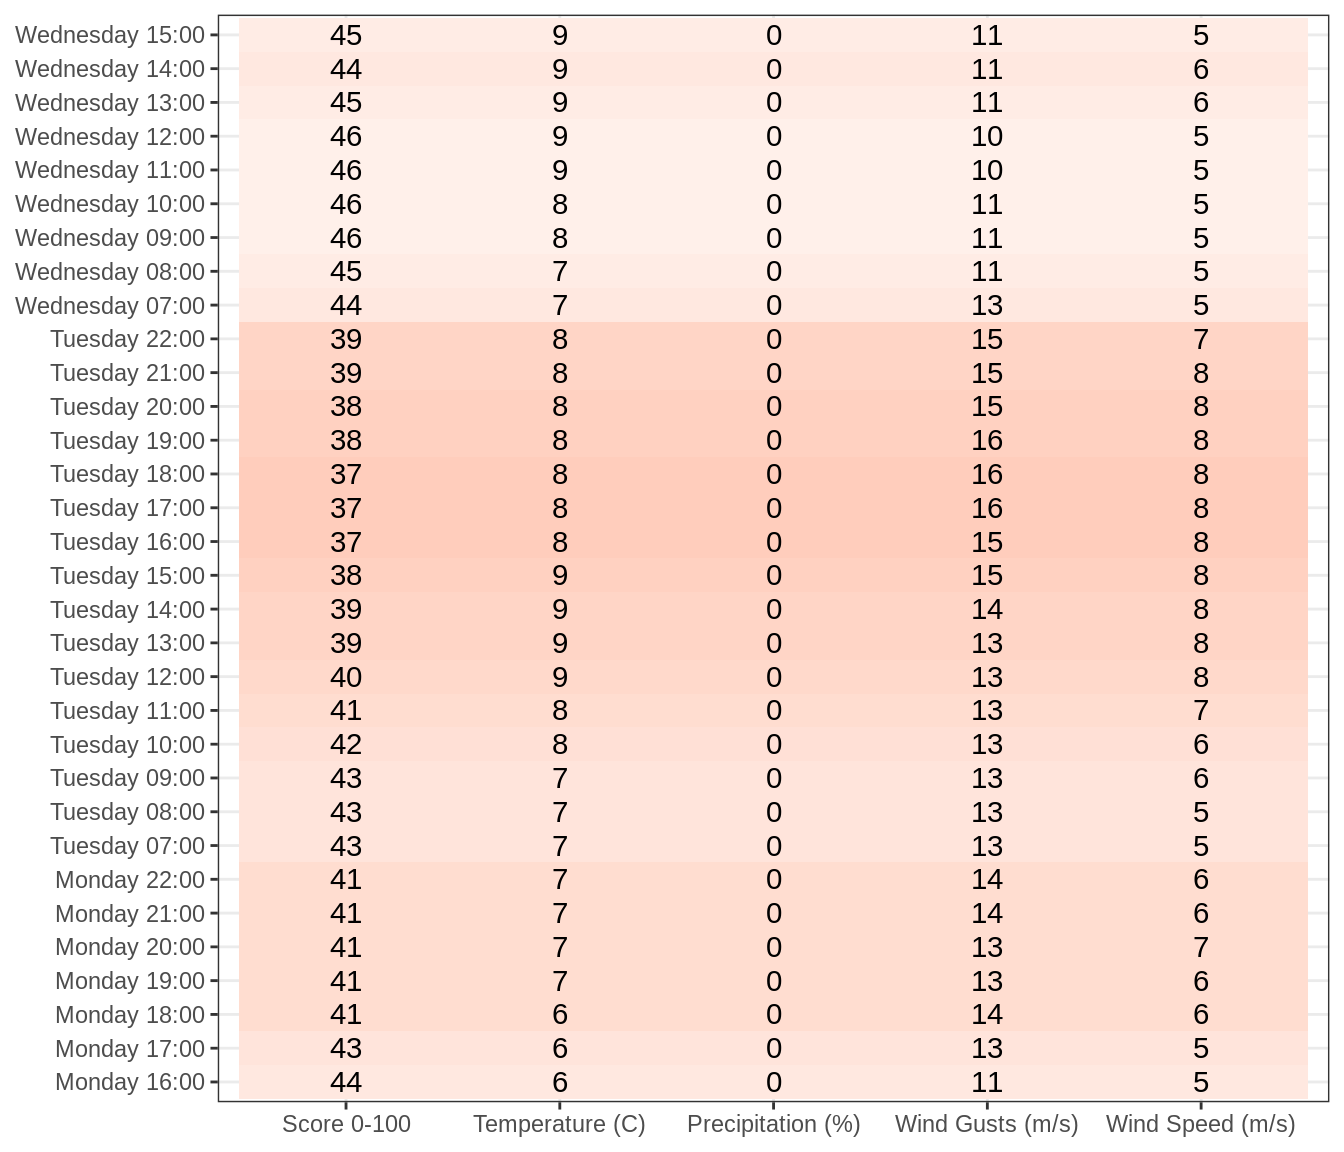 Wednesday 15:00 45 9 0 11 5
Wednesday 14:00 44 9 0 11 6
Wednesday 13:00 45 9 0 11 6
Wednesday 12:00 46 9 0 10 5
Wednesday 11:00 46 9 0 10 5
Wednesday 10:00 46 8 0 11 5
Wednesday 09:00 46 8 0 11 5
Wednesday 08:00 45 7 0 11 5
Wednesday 07:00 44 7 0 13 5
Tuesday 22:00 39 8 0 15 7
Tuesday 21:00 39 8 0 15 8
Tuesday 20:00 38 8 0 15 8
Tuesday 19:00 38 8 0 16 8
Tuesday 18:00 37 8 0 16 8
Tuesday 17:00 37 8 0 16 8
Tuesday 16:00 37 8 0 15 8
Tuesday 15:00 38 9 0 15 8
Tuesday 14:00 39 9 0 14 8
Tuesday 13:00 39 9 0 13 8
Tuesday 12:00 40 9 0 13 8
Tuesday 11:00 41 8 0 13 7
Tuesday 10:00 42 8 0 13 6
Tuesday 09:00 43 7 0 13 6
Tuesday 08:00 43 7 0 13 5
Tuesday 07:00 43 7 0 13 5
Monday 22:00 41 7 0 14 6
Monday 21:00 41 7 0 14 6
Monday 20:00 41 7 0 13 7
Monday 19:00 41 7 0 13 6
Monday 18:00 41 6 0 14 6
Monday 17:00 43 6 0 13 5
Monday 16:00 44 6 0 11 5
Score 0-100 Temperature (C) Precipitation (%) Wind Gusts (m/s) Wind Speed (m/s)